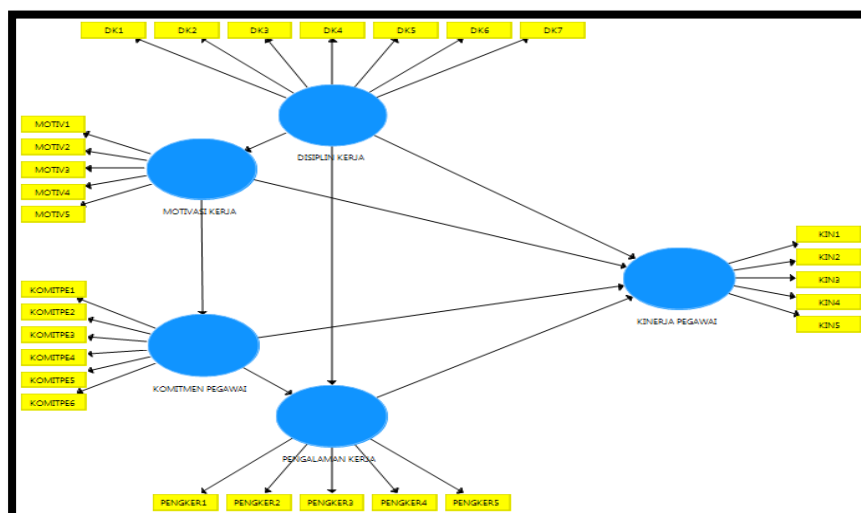 DK1 DK2 DK3 DK4 DK5 DK6 DK7
DISIPLIN KERJA
MOTIV1
MOTIV2
MOTIV3
MOTIV4
MOTIV5
MOTIVASI KERJA
KIN1
KIN2
KIN3
KIN4
KIN5
KINERJA PEGAWAI
KOMITPE1
KOMITPE2
KOMITPE3
KOMITPE4
KOMITPE5
KOMITPE6
KOMITMEN PEGAWAI
PENGALAMAN KERJA
PENGKER1 PENGKER2 PENGKER3 PENGKER4 PENGKER5